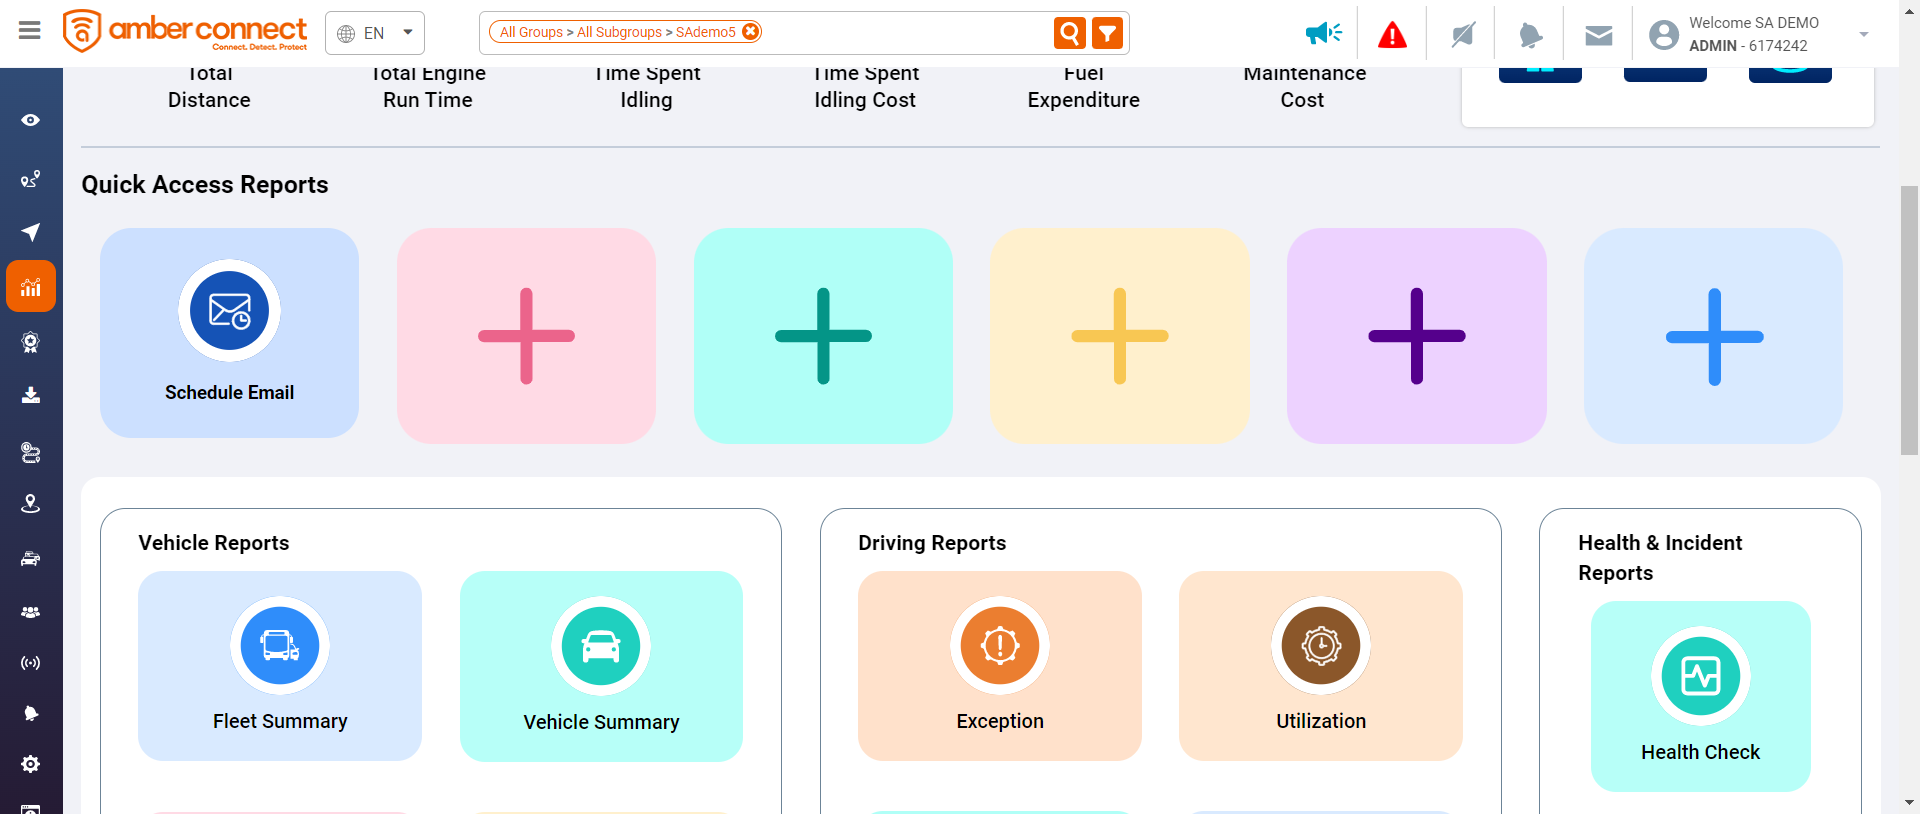 amber connect
Connect. Detect. Protect
EN
All Groups > All Subgroups > SAdemo5
Welcome SA DEMO
ADMIN - 6174242
Total
Distance
Total Engine
Run Time
Time Spent
Idling
Time Spent
Idling Cost
Fuel
Expenditure
Maintenance
Cost
Quick Access Reports
Schedule Email
Vehicle Reports
Fleet Summary
Vehicle Summary
Driving Reports
Exception
Utilization
Health & Incident
Reports
Health Check